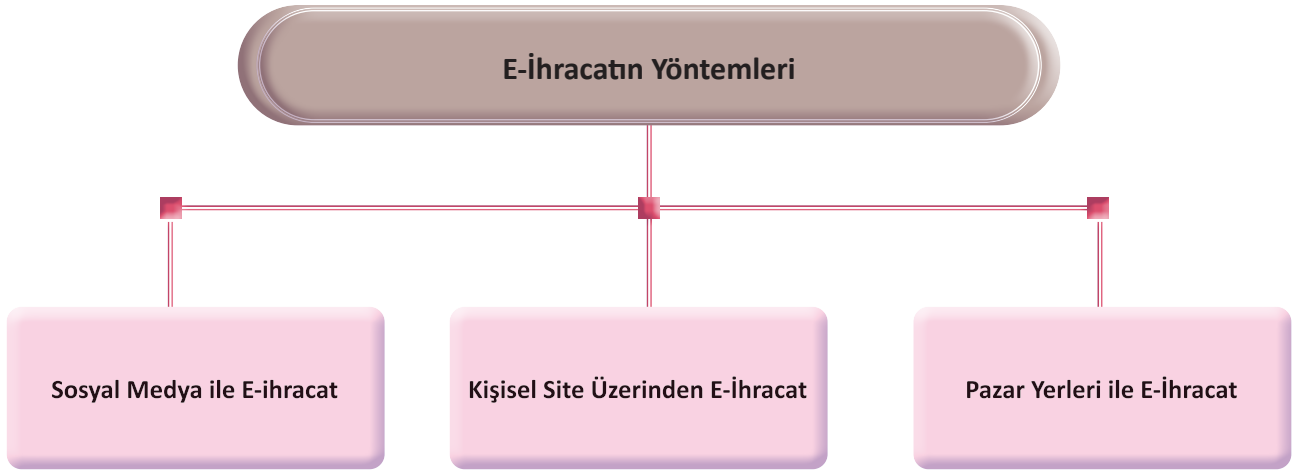 E-İhracatın Yöntemleri
Sosyal Medya ile E-ihracat
Kişisel Site Üzerinden E-İhracat
Pazar Yerleri ile E-İhracat